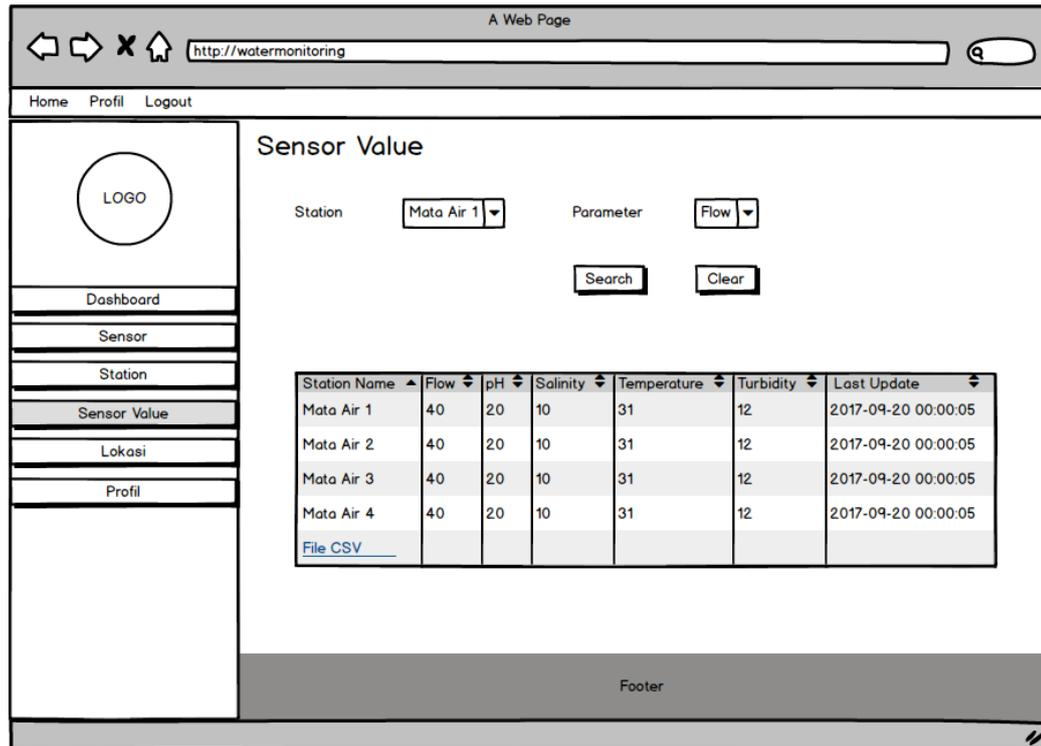 A Web Page
http://watermonitoring
Home Profil Logout
LOGO
Dashboard
Sensor
Station
Sensor Value
Lokasi
Profil
Sensor Value
Station Mata Air 1 Parameter Flow
Search Clear
Station Name Flow pH Salinity Temperature Turbidity Last Update
Mata Air 1 40 20 10 31 12 2017-09-20 00:00:05
Mata Air 2 40 20 10 31 12 2017-09-20 00:00:05
Mata Air 3 40 20 10 31 12 2017-09-20 00:00:05
Mata Air 4 40 20 10 31 12 2017-09-20 00:00:05
File CSV
Footer